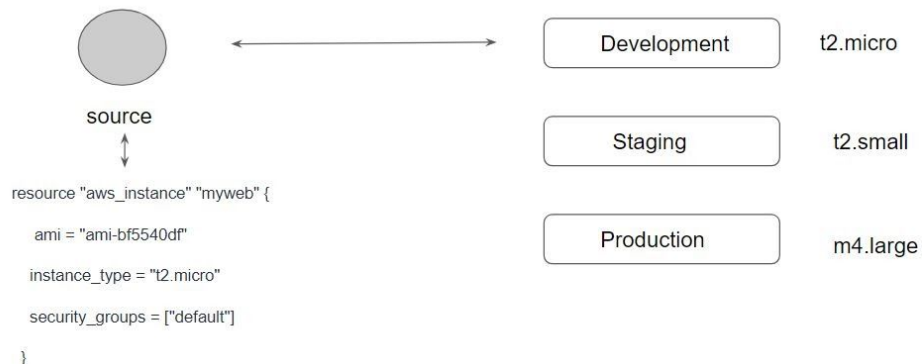 Development t2.micro
source
Staging t2.small
resource "aws_instance" "myweb" {
ami = "ami-bf5540df"
Production m4.large
instance_type = "t2.micro"
security_groups = ["default"]
}